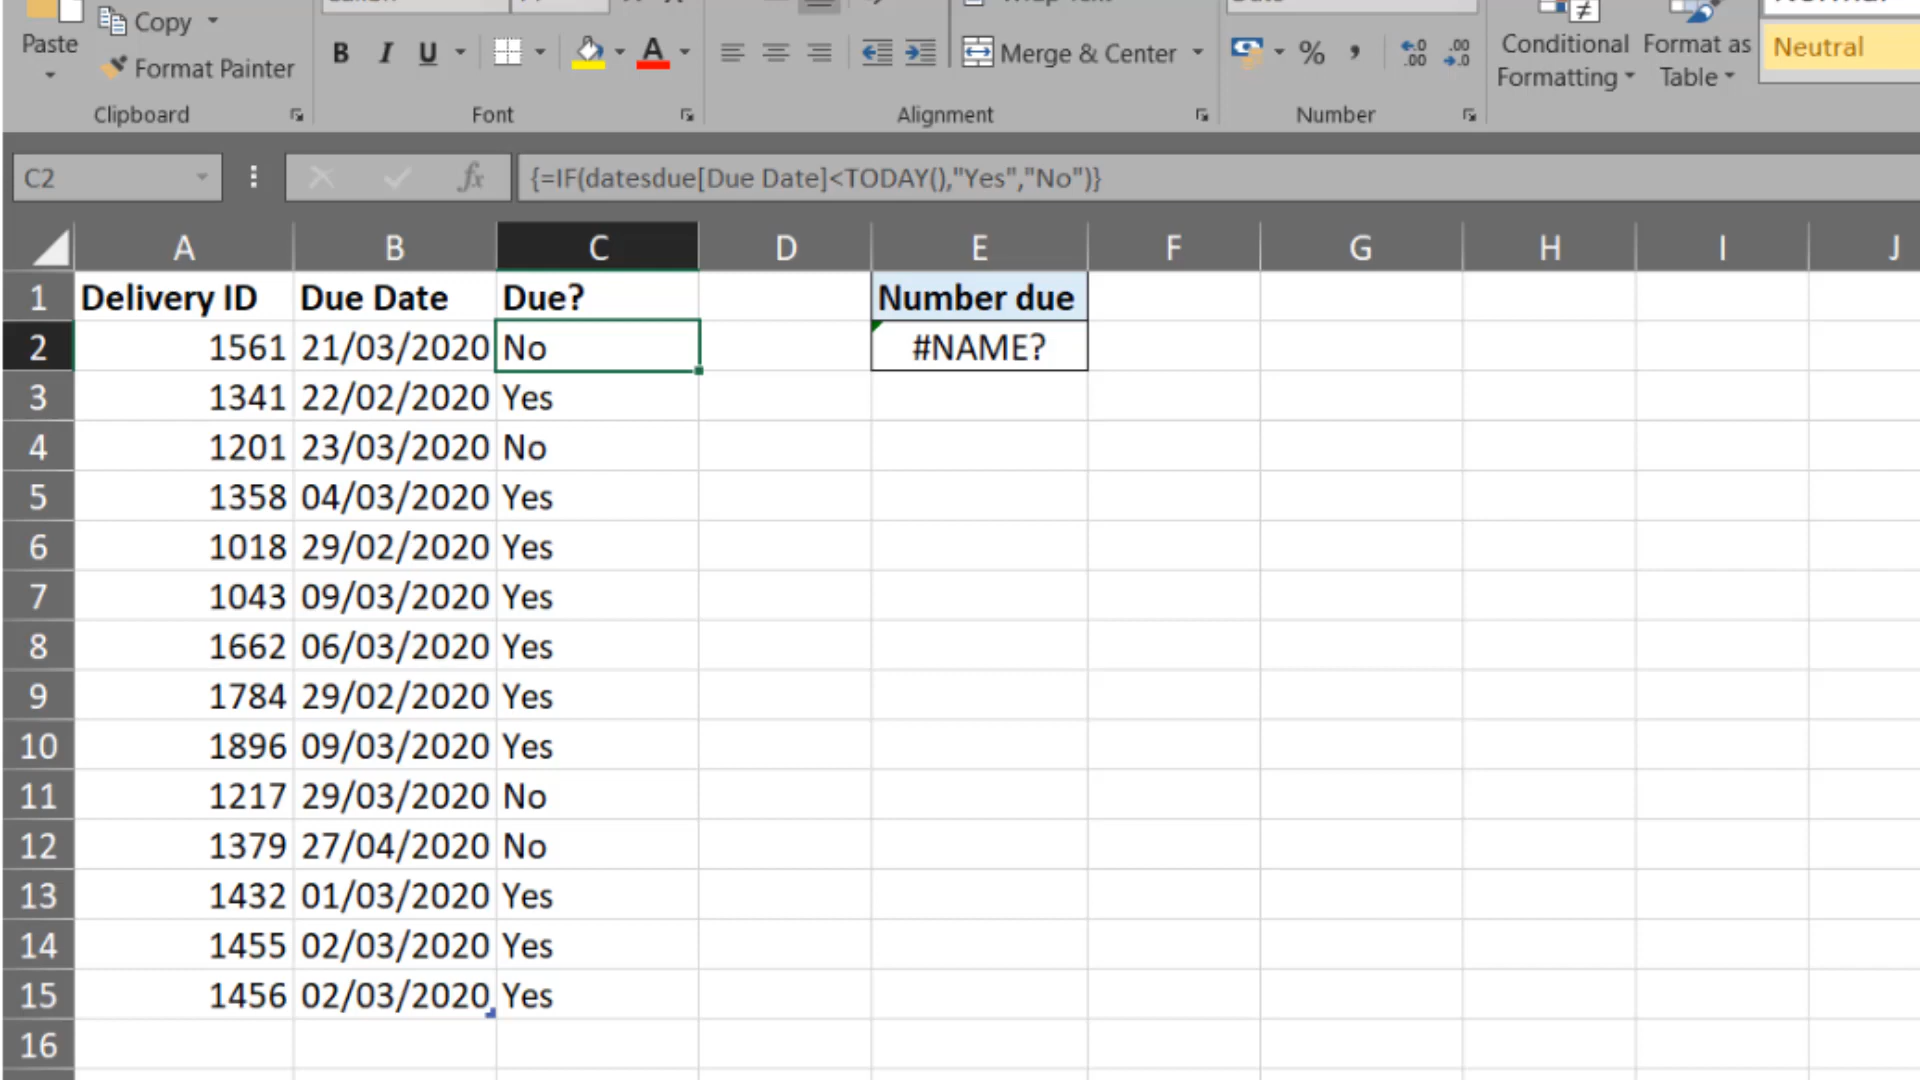 Copy
Normal
Paste
Format Painter
B I U A
Merge & Center
% , .00 .00
Conditional Formatting
Format as Table
Neutral
Clipboard Font Alignment Number
C2 fx {=IF(datesdue[Due Date]<TODAY(),"Yes","No")}
A B C D E F G H I J
1 Delivery ID Due Date Due? Number due
2 1561 21/03/2020 No #NAME?
3 1341 22/02/2020 Yes
4 1201 23/03/2020 No
5 1358 04/03/2020 Yes
6 1018 29/02/2020 Yes
7 1043 09/03/2020 Yes
8 1662 06/03/2020 Yes
9 1784 29/02/2020 Yes
10 1896 09/03/2020 Yes
11 1217 29/03/2020 No
12 1379 27/04/2020 No
13 1432 01/03/2020 Yes
14 1455 02/03/2020 Yes
15 1456 02/03/2020 Yes
16